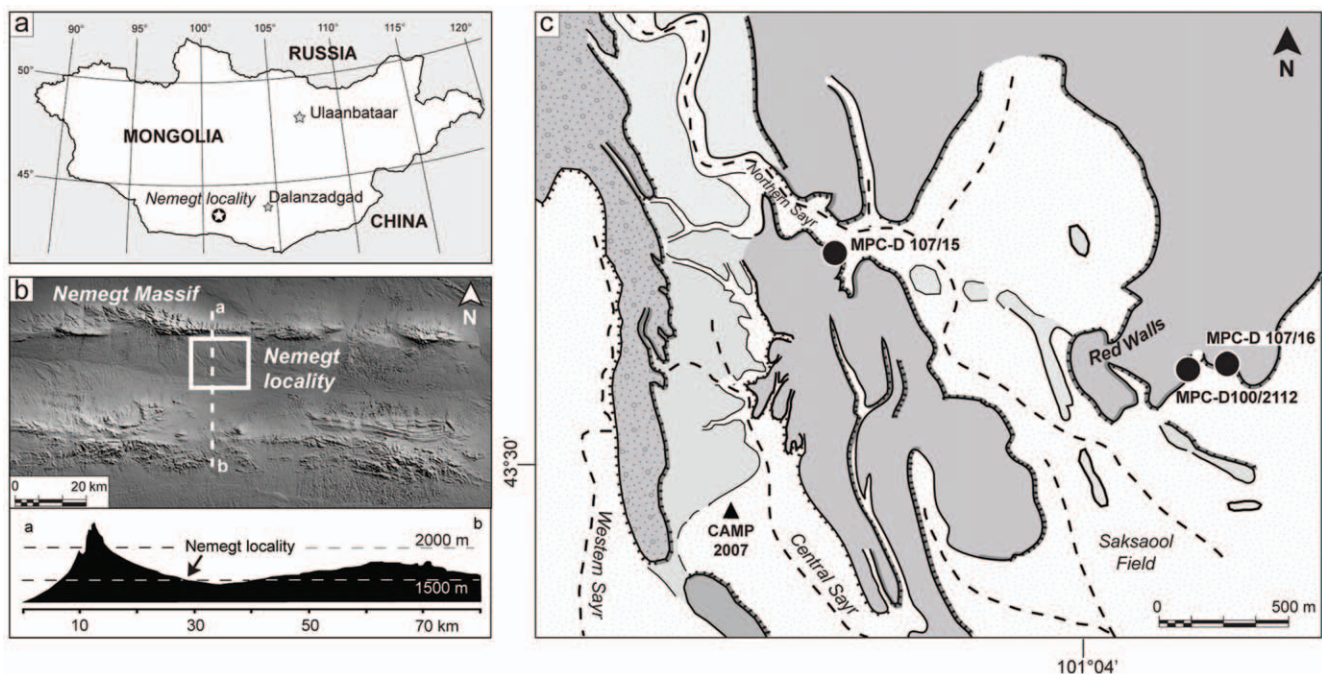 a
90°
95°
100°
105°
110°
115°
120°
RUSSIA
50°
Ulaanbataar
MONGOLIA
45°
Nemegt locality
Dalanzadgad
CHINA
b
Nemegt Massif
a
N
Nemegt
locality
b
0 20 km
a
b
Nemegt locality
2000 m
1500 m
10 30 50 70 km
c
N
Northern Sayr
MPC-D 107/15
Red Walls
MPC-D 107/16
MPC-D100/2112
43°30'
CAMP
2007
Western Sayr
Central Sayr
Saksaool
Field
0 500 m
101°04'